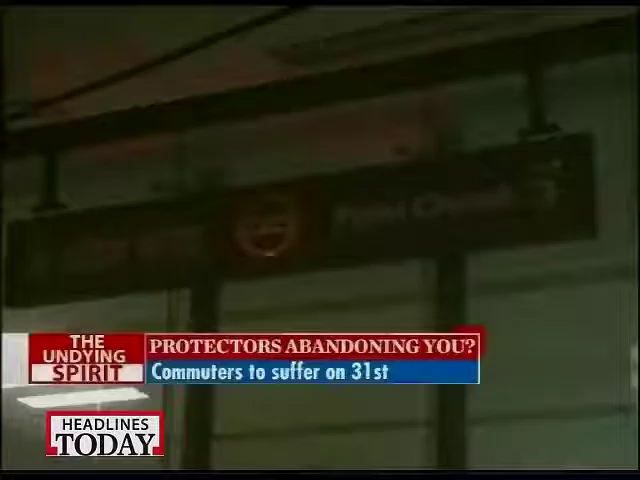 THE
UNDYING
SPIRIT
PROTECTORS ABANDONING YOU?
Commuters to suffer on 31st
HEADLINES
TODAY